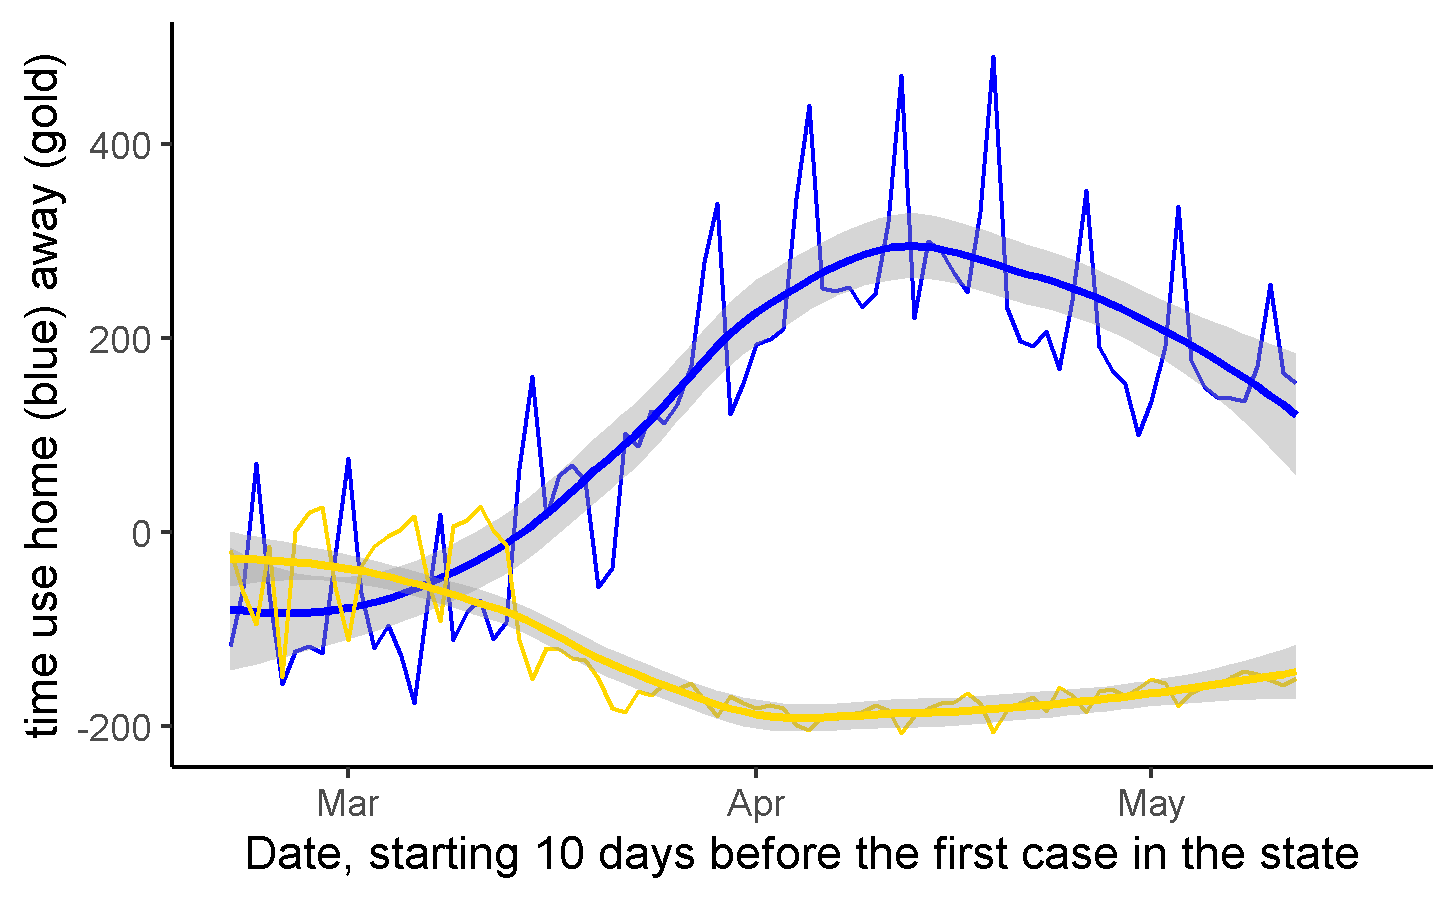 time use home (blue) away (gold)
400
200
0
-200
Mar
Apr
May
Date, starting 10 days before the first case in the state